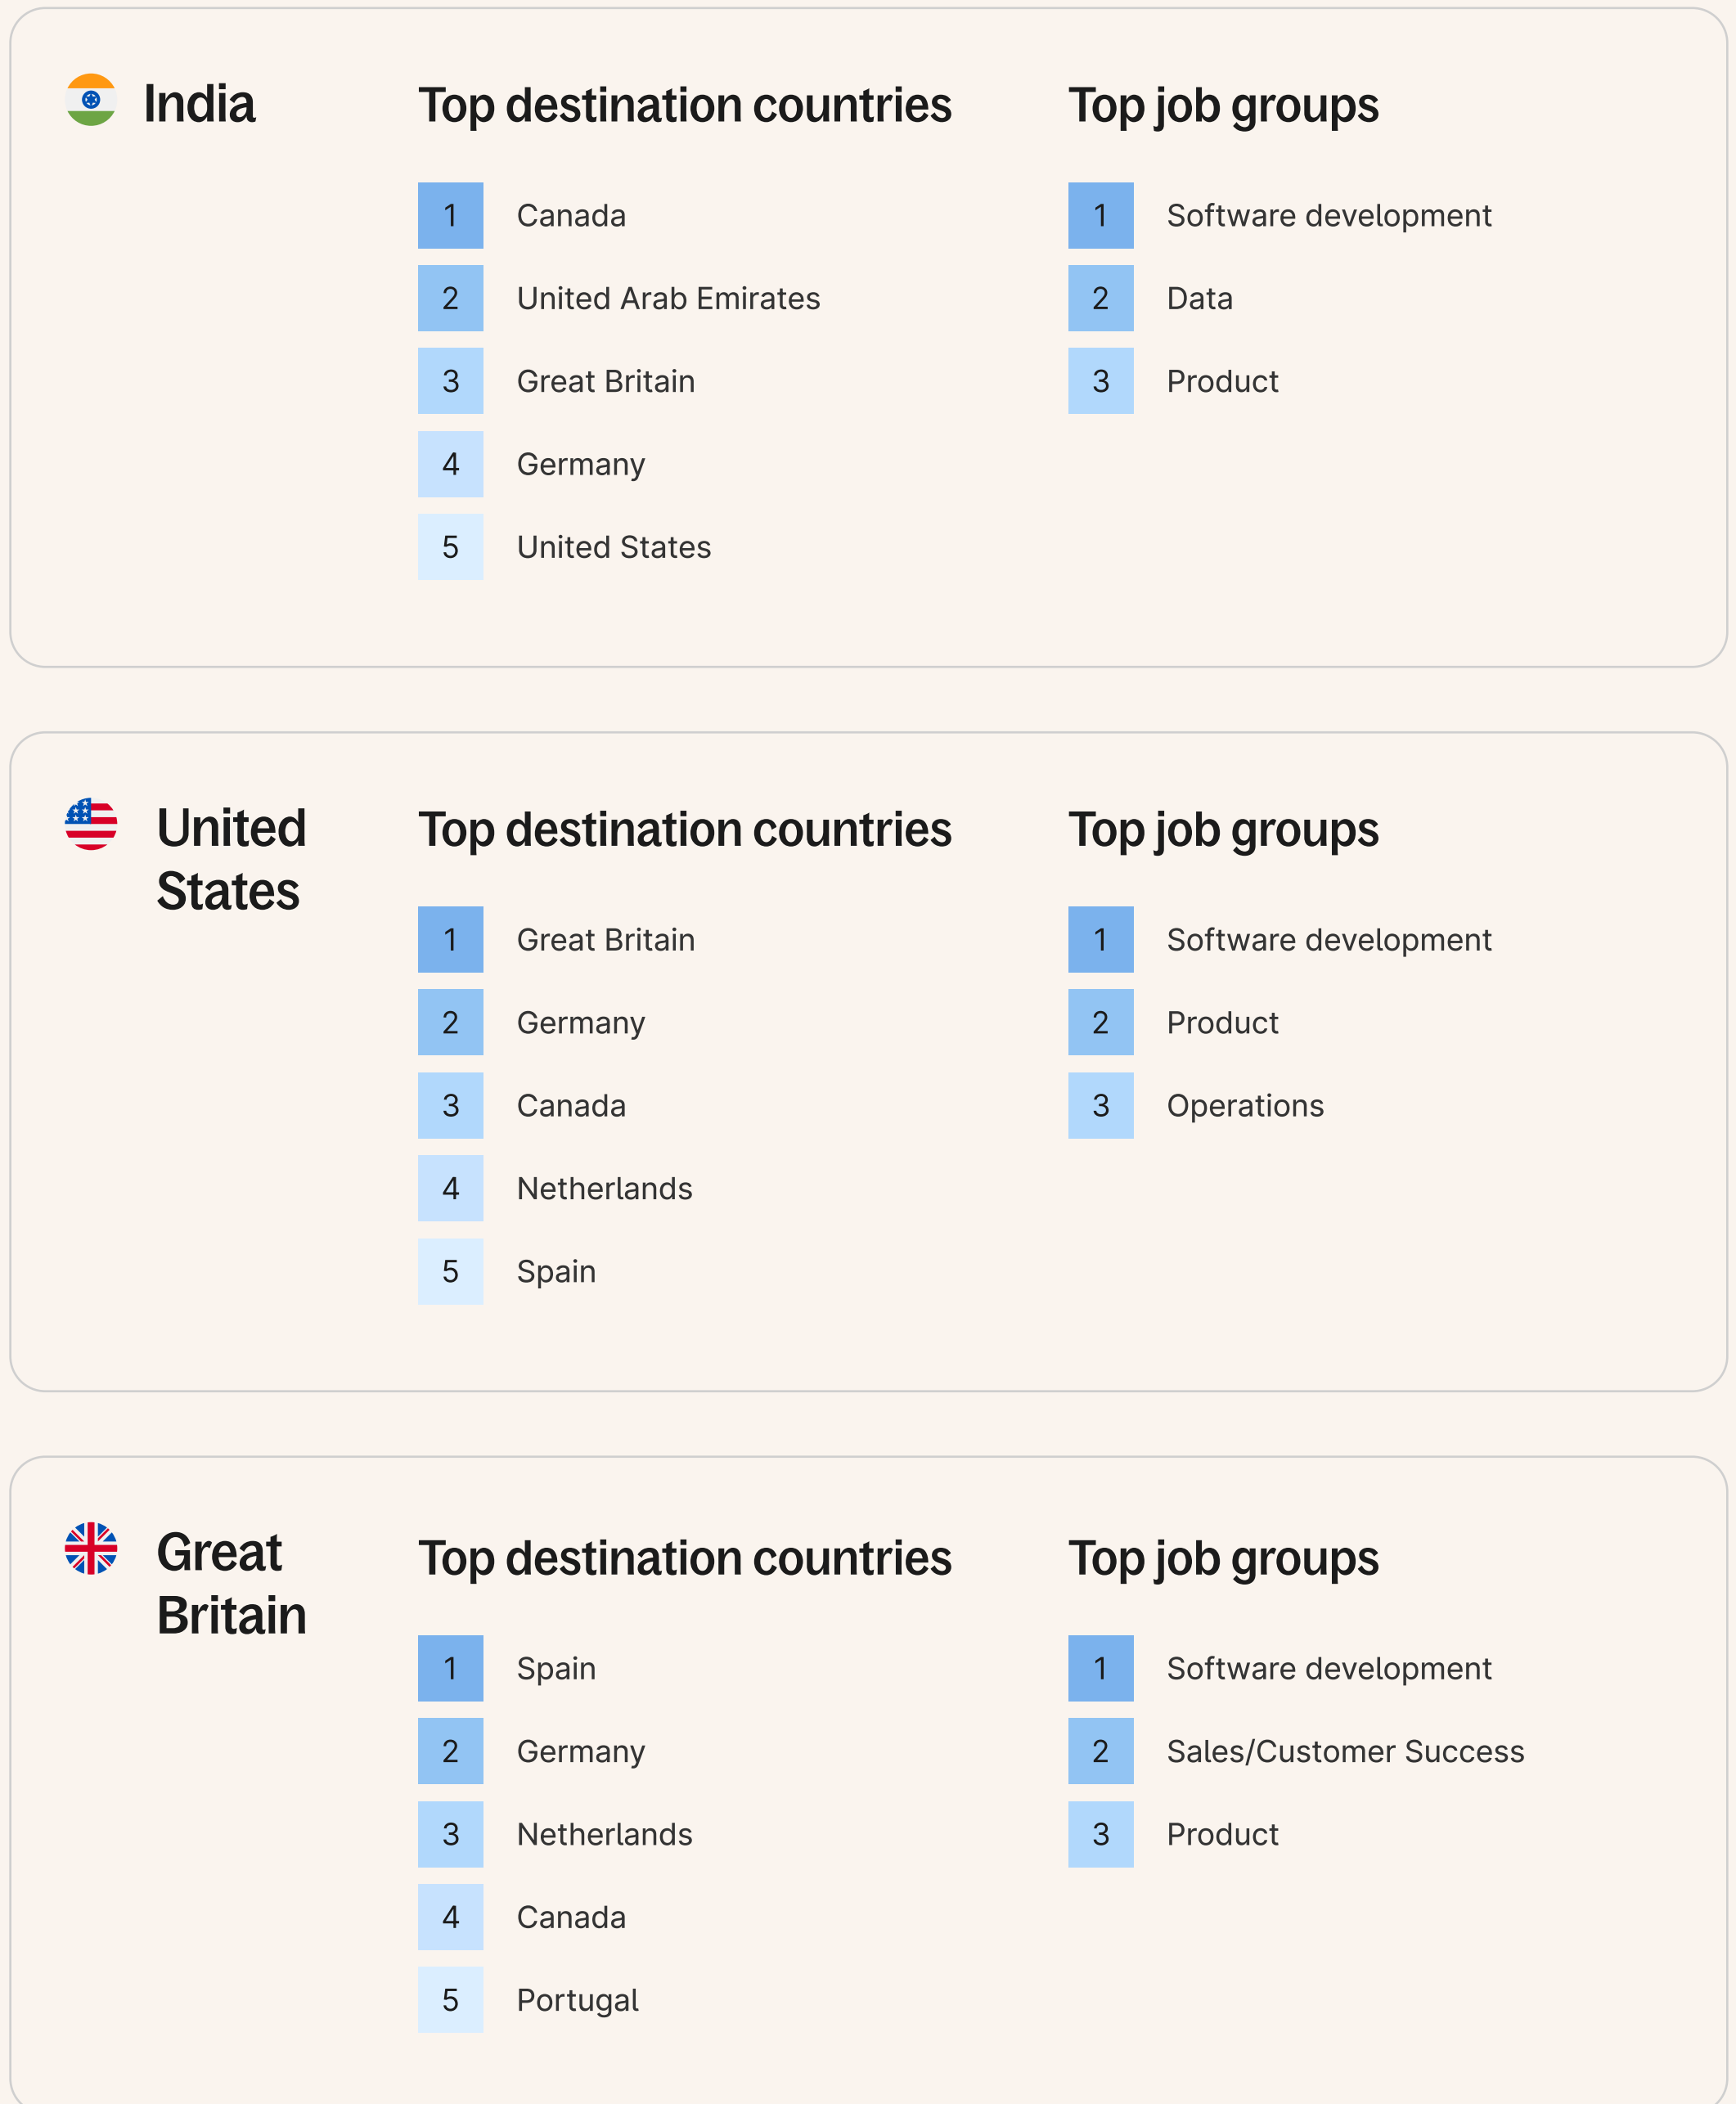 India
Top destination countries
1 Canada
2 United Arab Emirates
3 Great Britain
4 Germany
5 United States
Top job groups
1 Software development
2 Data
3 Product
United
States
Top destination countries
1 Great Britain
2 Germany
3 Canada
4 Netherlands
5 Spain
Top job groups
1 Software development
2 Product
3 Operations
Great
Britain
Top destination countries
1 Spain
2 Germany
3 Netherlands
4 Canada
5 Portugal
Top job groups
1 Software development
2 Sales/Customer Success
3 Product